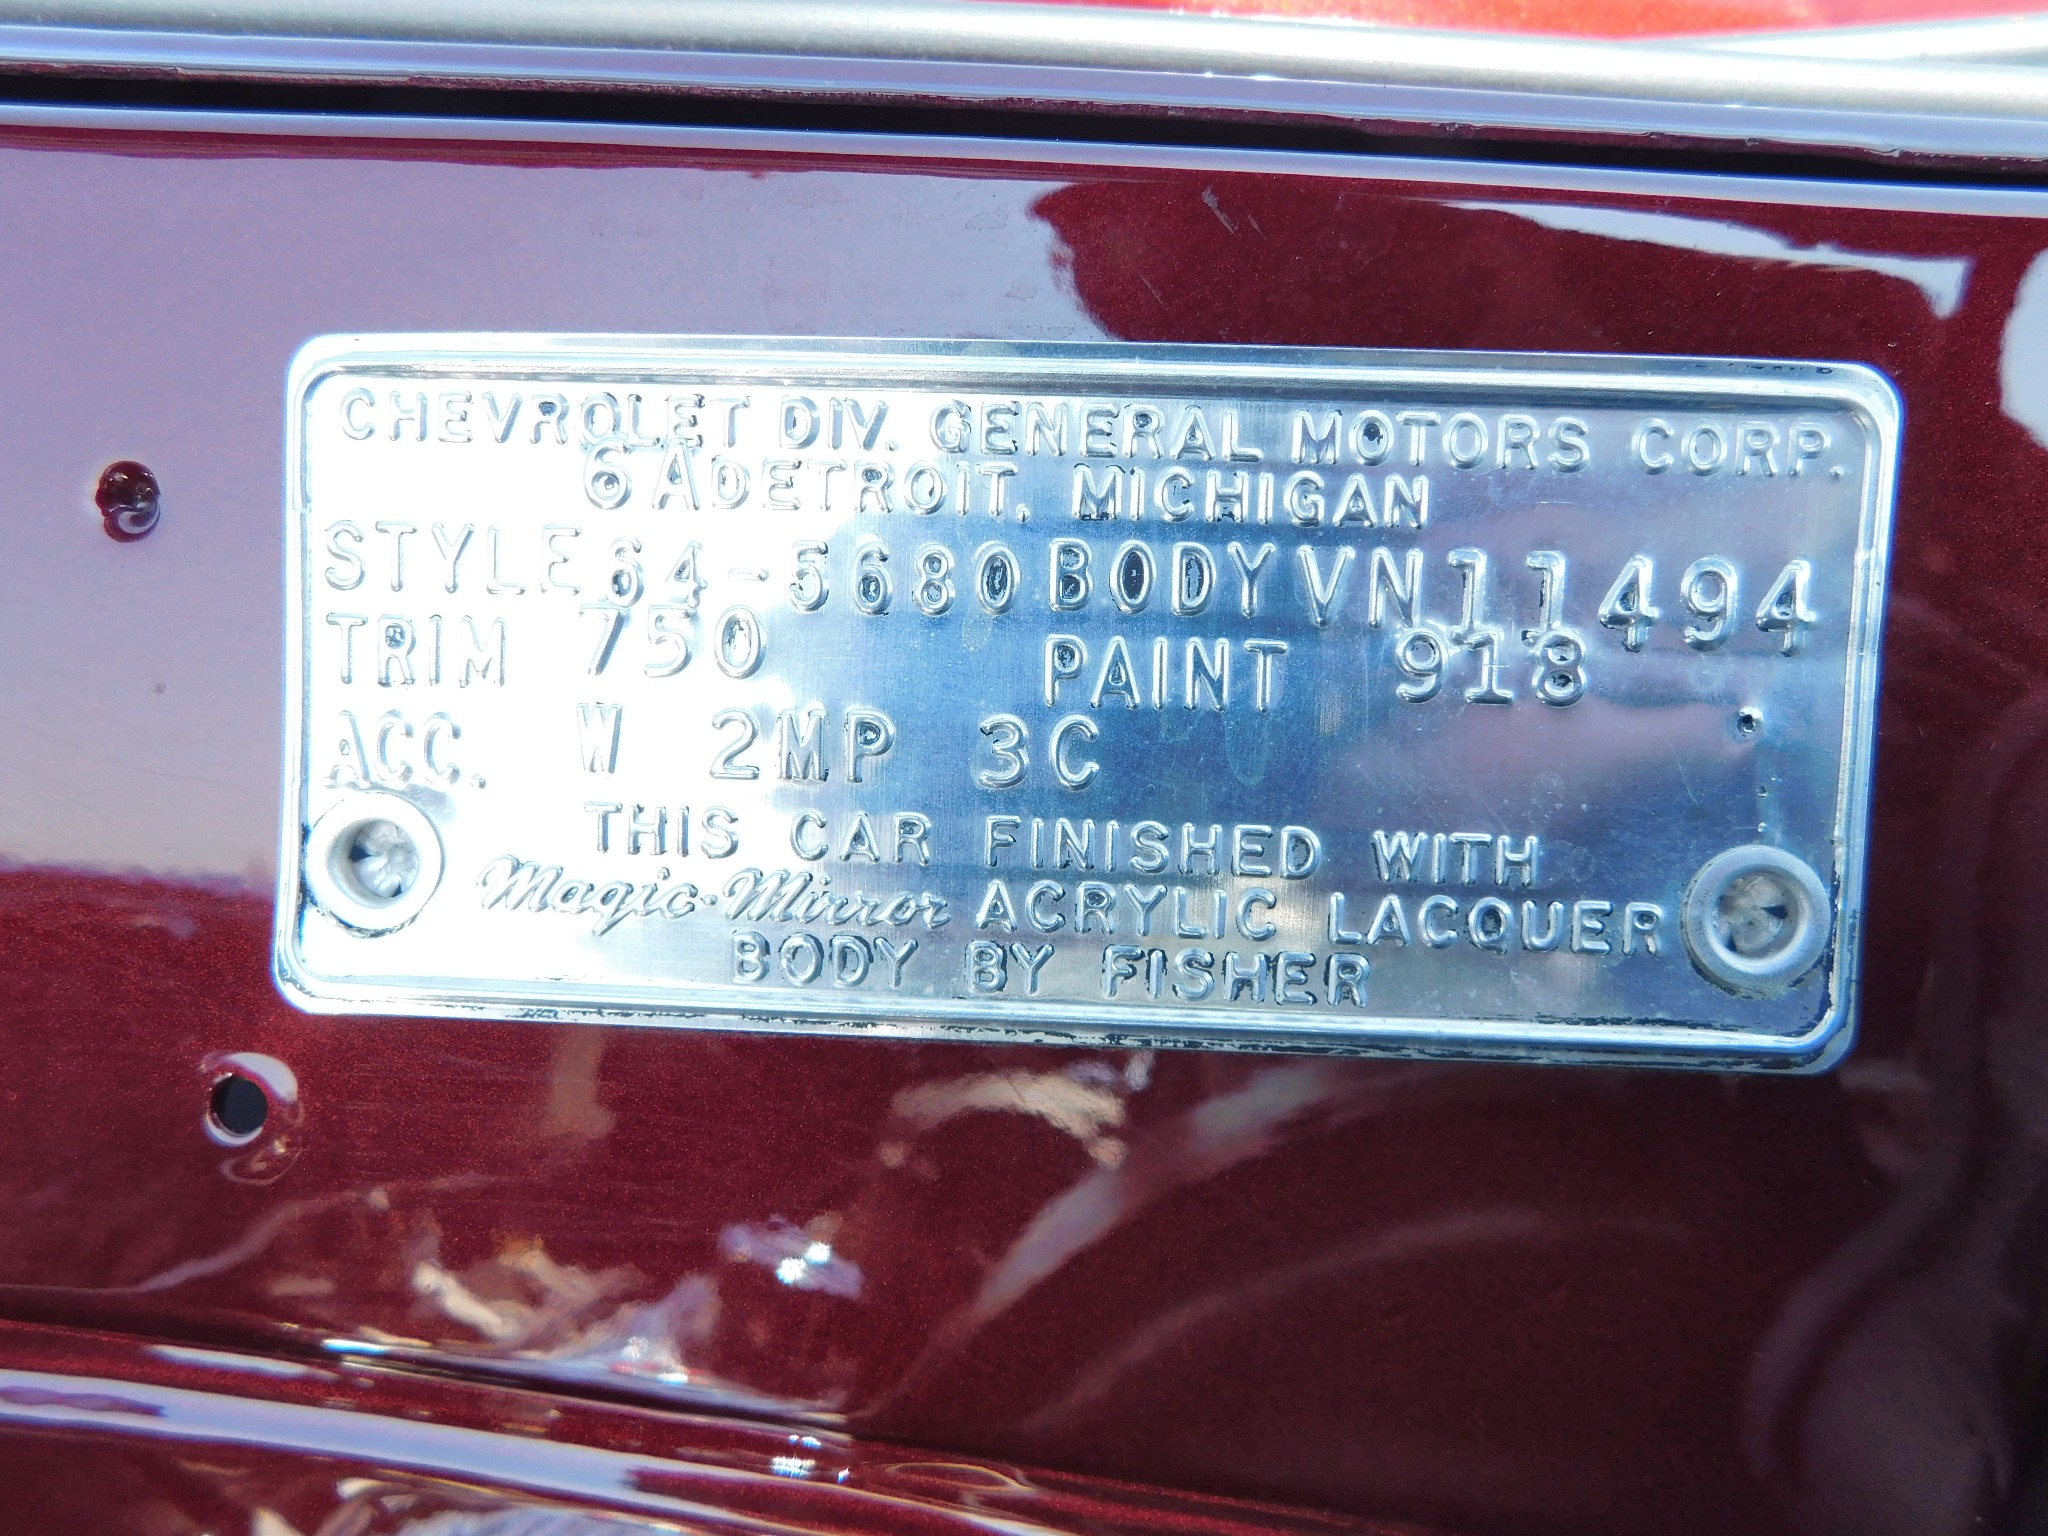 CHEVROLET DIV. GENERAL MOTORS CORP.
6 A DETROIT, MICHIGAN
STYLE 64-5680 BODY VN11494
TRIM 750 PAINT 918
ACC. W 2MP 3C
THIS CAR FINISHED WITH
Magic-Mirror ACRYLIC LACQUER
BODY BY FISHER